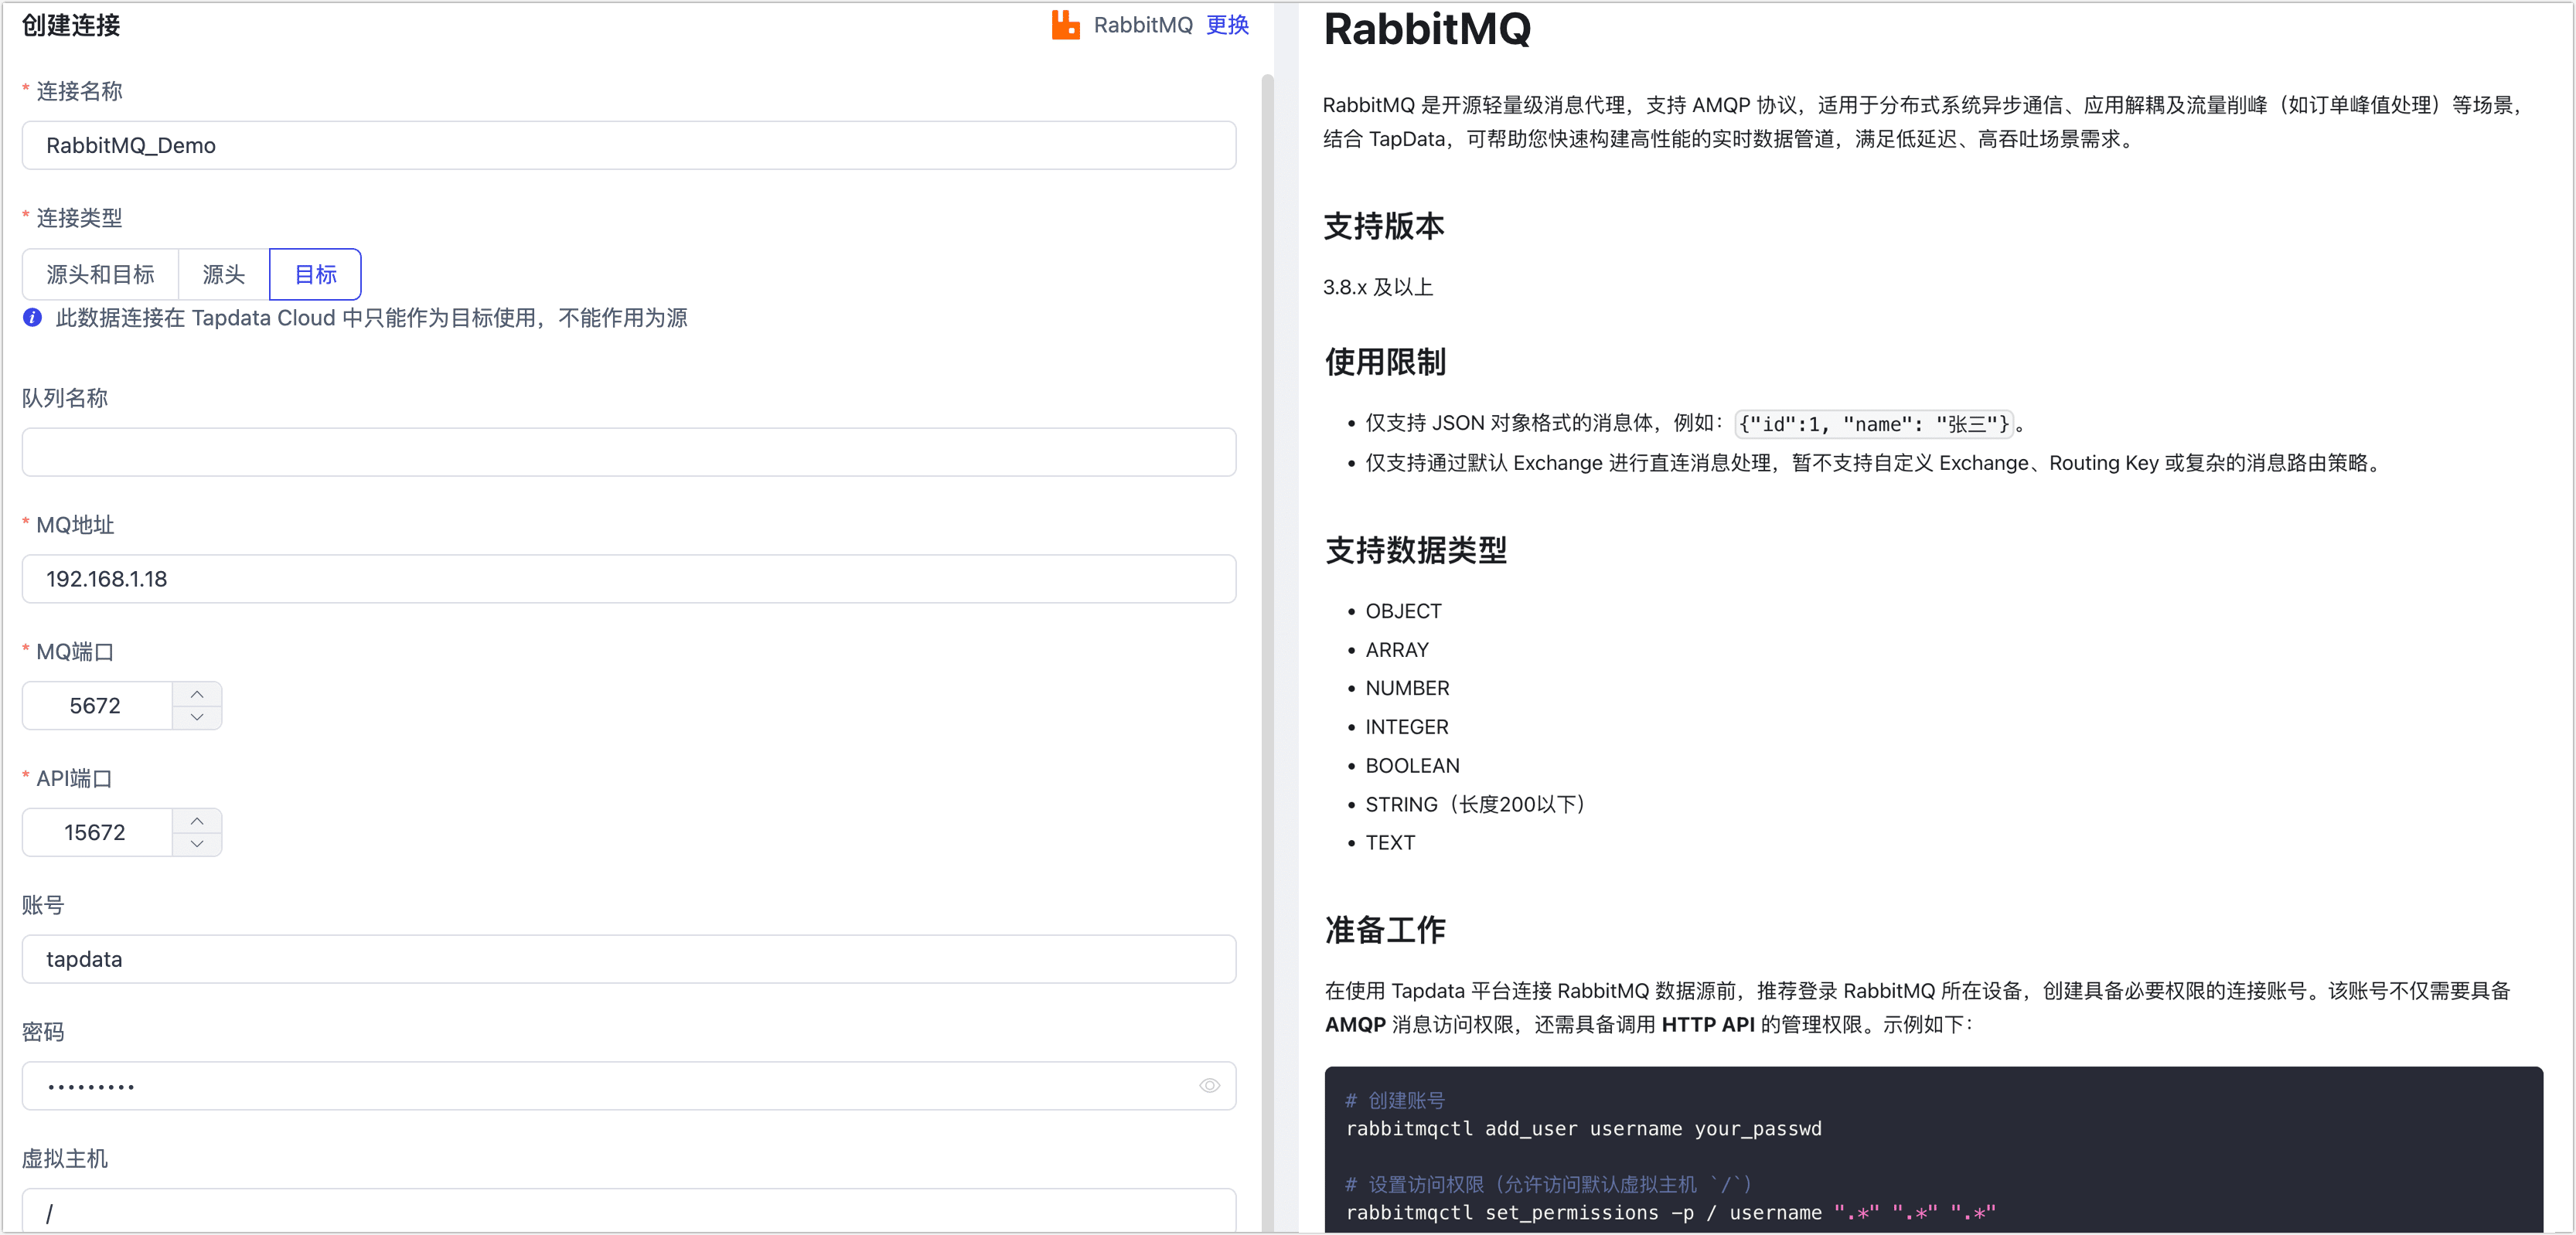 创建连接
RabbitMQ 更换
* 连接名称
RabbitMQ_Demo
* 连接类型
源头和目标 源头 目标
此数据连接在 Tapdata Cloud 中只能作为目标使用，不能作用为源
队列名称
* MQ地址
192.168.1.18
* MQ端口
5672
* API端口
15672
账号
tapdata
密码
•••••••••
虚拟主机
/
RabbitMQ
RabbitMQ 是开源轻量级消息代理，支持 AMQP 协议，适用于分布式系统异步通信、应用解耦及流量削峰（如订单峰值处理）等场景，
结合 TapData，可帮助您快速构建高性能的实时数据管道，满足低延迟、高吞吐场景需求。
支持版本
3.8.x 及以上
使用限制
• 仅支持 JSON 对象格式的消息体，例如：{"id":1, "name": "张三"}。
• 仅支持通过默认 Exchange 进行直连消息处理，暂不支持自定义 Exchange、Routing Key 或复杂的消息路由策略。
支持数据类型
• OBJECT
• ARRAY
• NUMBER
• INTEGER
• BOOLEAN
• STRING（长度200以下）
• TEXT
准备工作
在使用 Tapdata 平台连接 RabbitMQ 数据源前，推荐登录 RabbitMQ 所在设备，创建具备必要权限的连接账号。该账号不仅需要具备
AMQP 消息访问权限，还需具备调用 HTTP API 的管理权限。示例如下：
# 创建账号
rabbitmqctl add_user username your_passwd
# 设置访问权限（允许访问默认虚拟主机 `/`）
rabbitmqctl set_permissions -p / username ".*" ".*" ".*"